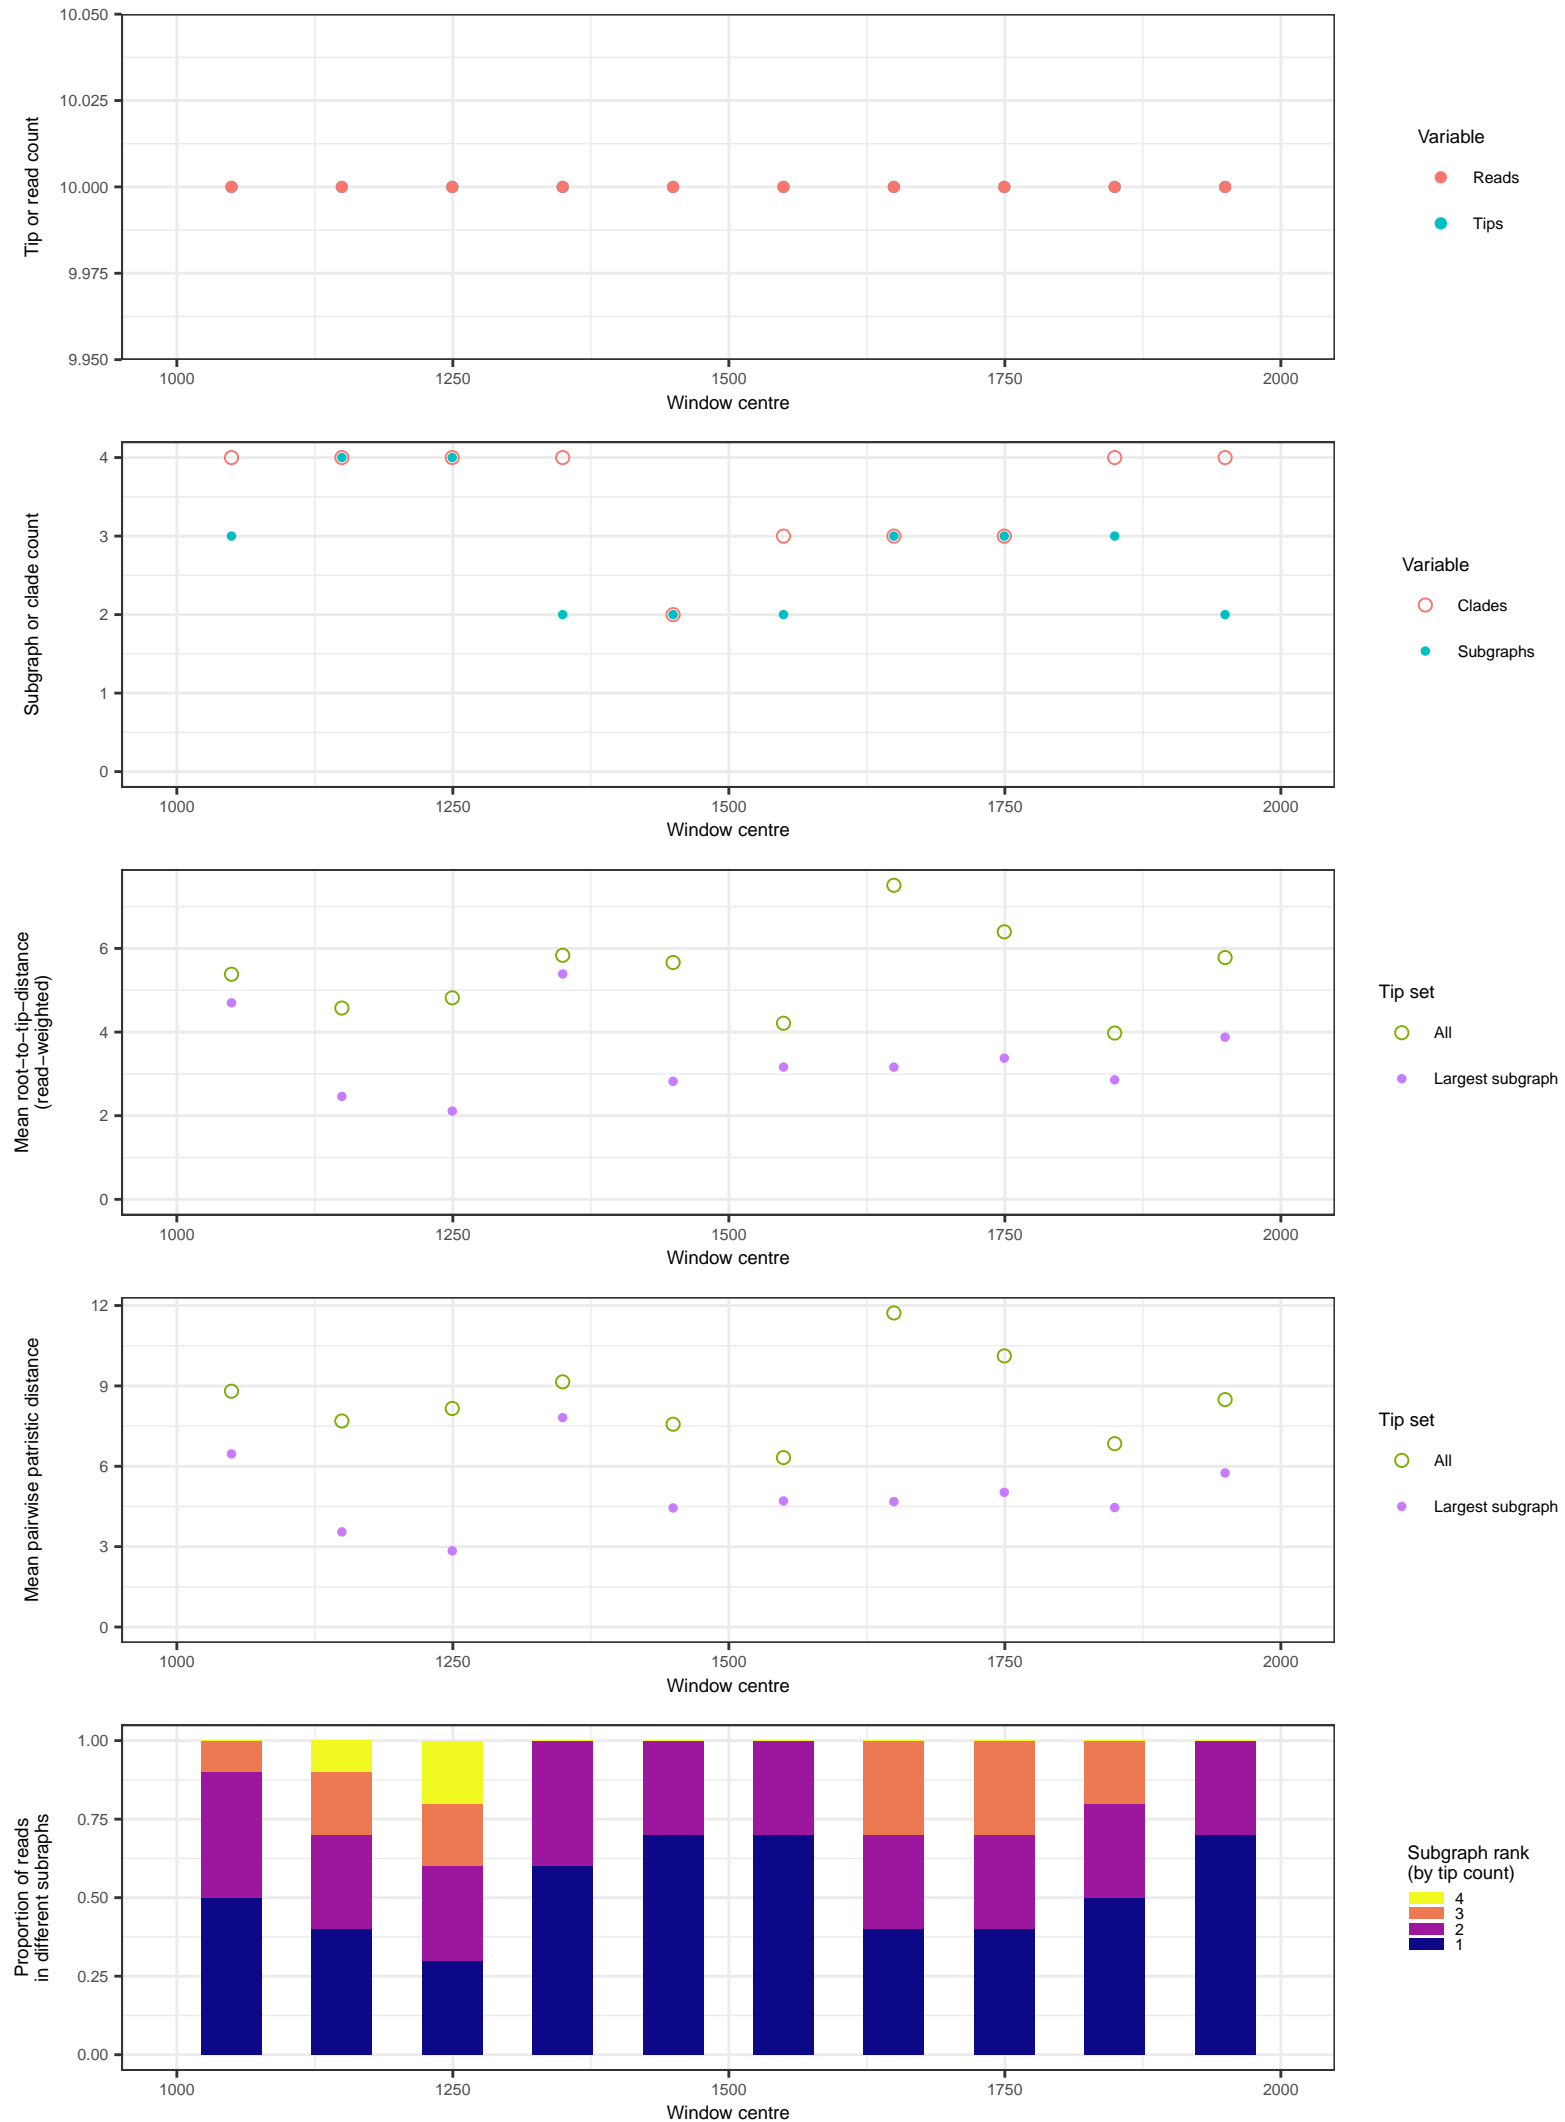 10.050
10.025
10.000
9.975
9.950
Tip or read count
1000 1250 1500 1750 2000
Window centre
Variable
Reads
Tips
4
3
2
1
0
Subgraph or clade count
1000 1250 1500 1750 2000
Window centre
Variable
Clades
Subgraphs
6
4
2
0
Mean root−to−tip−distance
(read−weighted)
1000 1250 1500 1750 2000
Window centre
Tip set
All
Largest subgraph
12
9
6
3
0
Mean pairwise patristic distance
1000 1250 1500 1750 2000
Window centre
Tip set
All
Largest subgraph
1.00
0.75
0.50
0.25
0.00
Proportion of reads
in different subraphs
1000 1250 1500 1750 2000
Window centre
Subgraph rank
(by tip count)
4
3
2
1